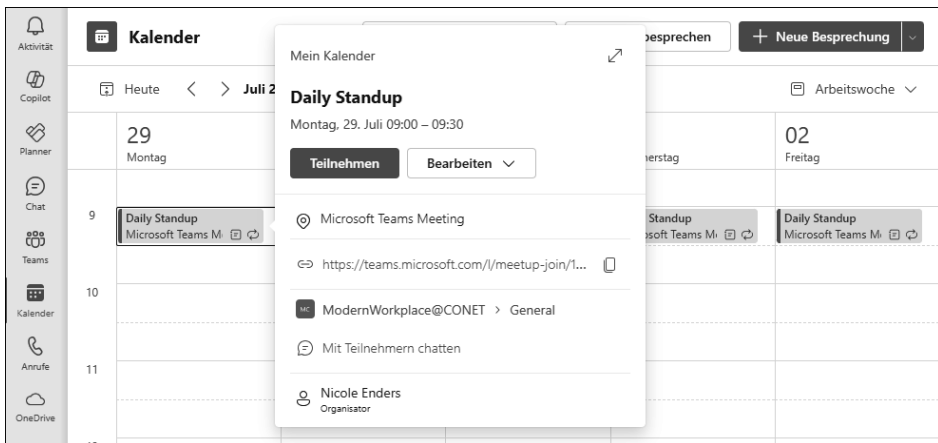 Aktivität
Copilot
Planner
Chat
Teams
Kalender
Anrufe
OneDrive
Kalender
besprechen
Neue Besprechung
Heute
Juli 2
Arbeitswoche
29
Montag
Freitag
02
9
10
11
Daily Standup
Microsoft Teams M
Mein Kalender
Daily Standup
Montag, 29. Juli 09:00 – 09:30
Teilnehmen
Bearbeiten
Microsoft Teams Meeting
https://teams.microsoft.com/l/meetup-join/1...
MC
ModernWorkplace@CONET > General
Mit Teilnehmern chatten
Nicole Enders
Organisator
nerstag
Standup
osoft Teams M
Daily Standup
Microsoft Teams M